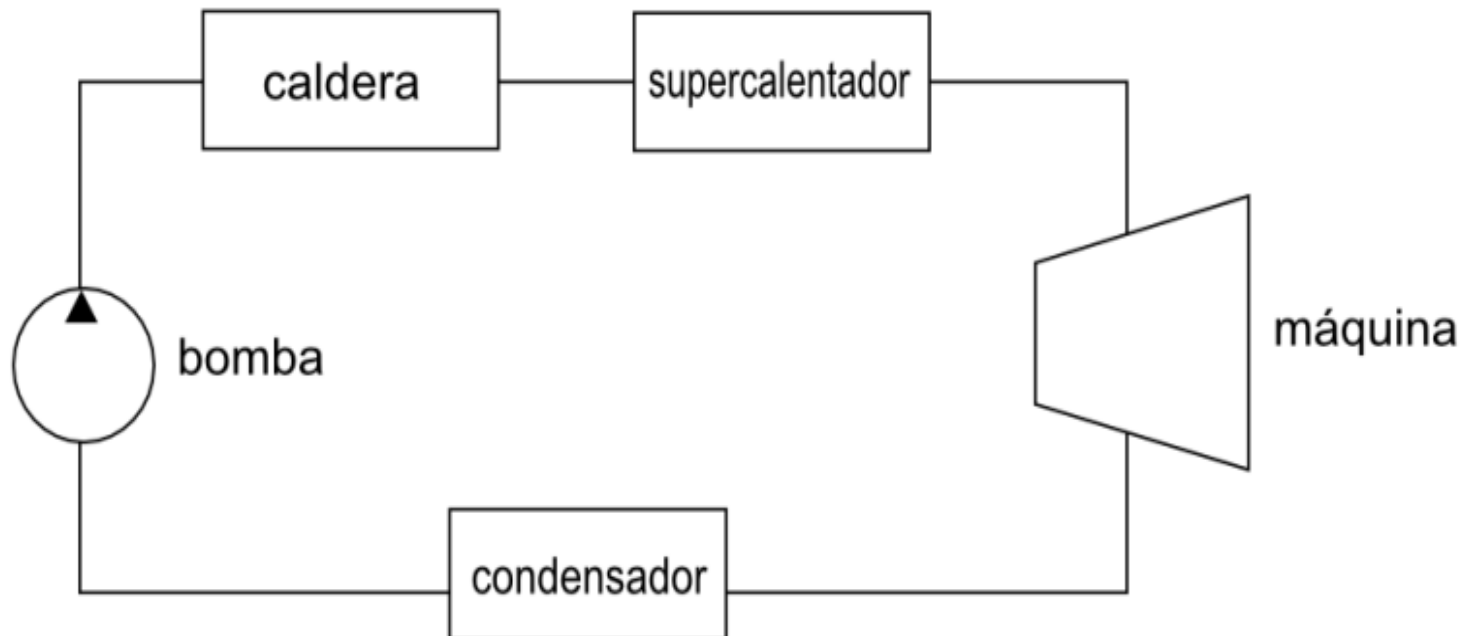 caldera
supercalentador
bomba
máquina
condensador